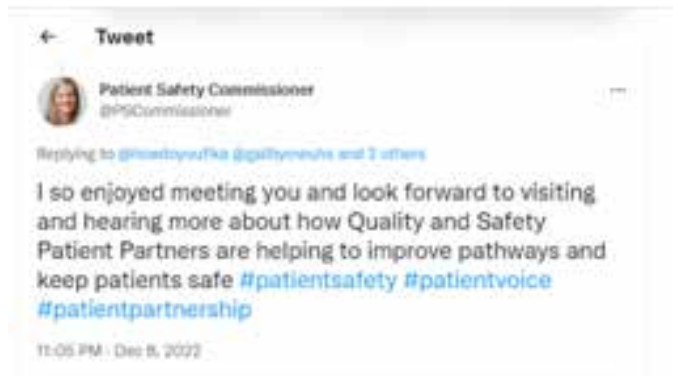 ← Tweet
Patient Safety Commissioner
@PSCommissioner
Replying to and 2 others
I so enjoyed meeting you and look forward to visiting
and hearing more about how Quality and Safety
Patient Partners are helping to improve pathways and
keep patients safe #patientsafety #patientvoice
#patientpartnership
11:05 PM · Dec 8, 2022